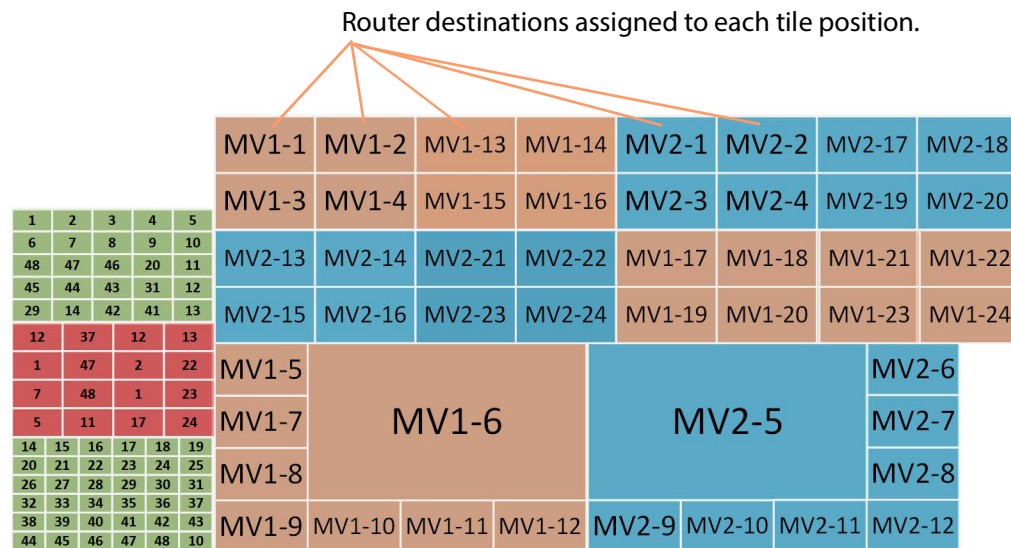 Router destinations assigned to each tile position.
MV1-1 MV1-2 MV1-13 MV1-14 MV2-1 MV2-2 MV2-17 MV2-18
MV1-3 MV1-4 MV1-15 MV1-16 MV2-3 MV2-4 MV2-19 MV2-20
MV2-13 MV2-14 MV2-21 MV2-22 MV1-17 MV1-18 MV1-21 MV1-22
MV2-15 MV2-16 MV2-23 MV2-24 MV1-19 MV1-20 MV1-23 MV1-24
MV1-5 MV1-6 MV2-5 MV2-6
MV1-7 MV2-7
MV1-8 MV2-8
MV1-9 MV1-10 MV1-11 MV1-12 MV2-9 MV2-10 MV2-11 MV2-12
1 2 3 4 5
6 7 8 9 10
48 47 46 20 11
45 44 43 31 12
29 14 42 41 13
12 37 12 13
1 47 2 22
7 48 1 23
5 11 17 24
14 15 16 17 18 19
20 21 22 23 24 25
26 27 28 29 30 31
32 33 34 35 36 37
38 39 40 41 42 43
44 45 46 47 48 10